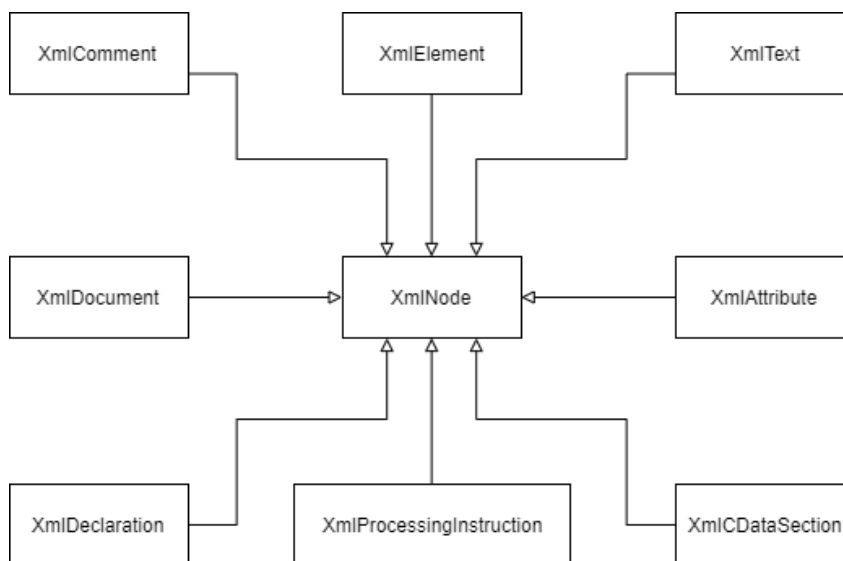 XmlComment
XmlElement
XmlText
XmlDocument
XmlNode
XmlAttribute
XmlDeclaration
XmlProcessingInstruction
XmlCDataSection